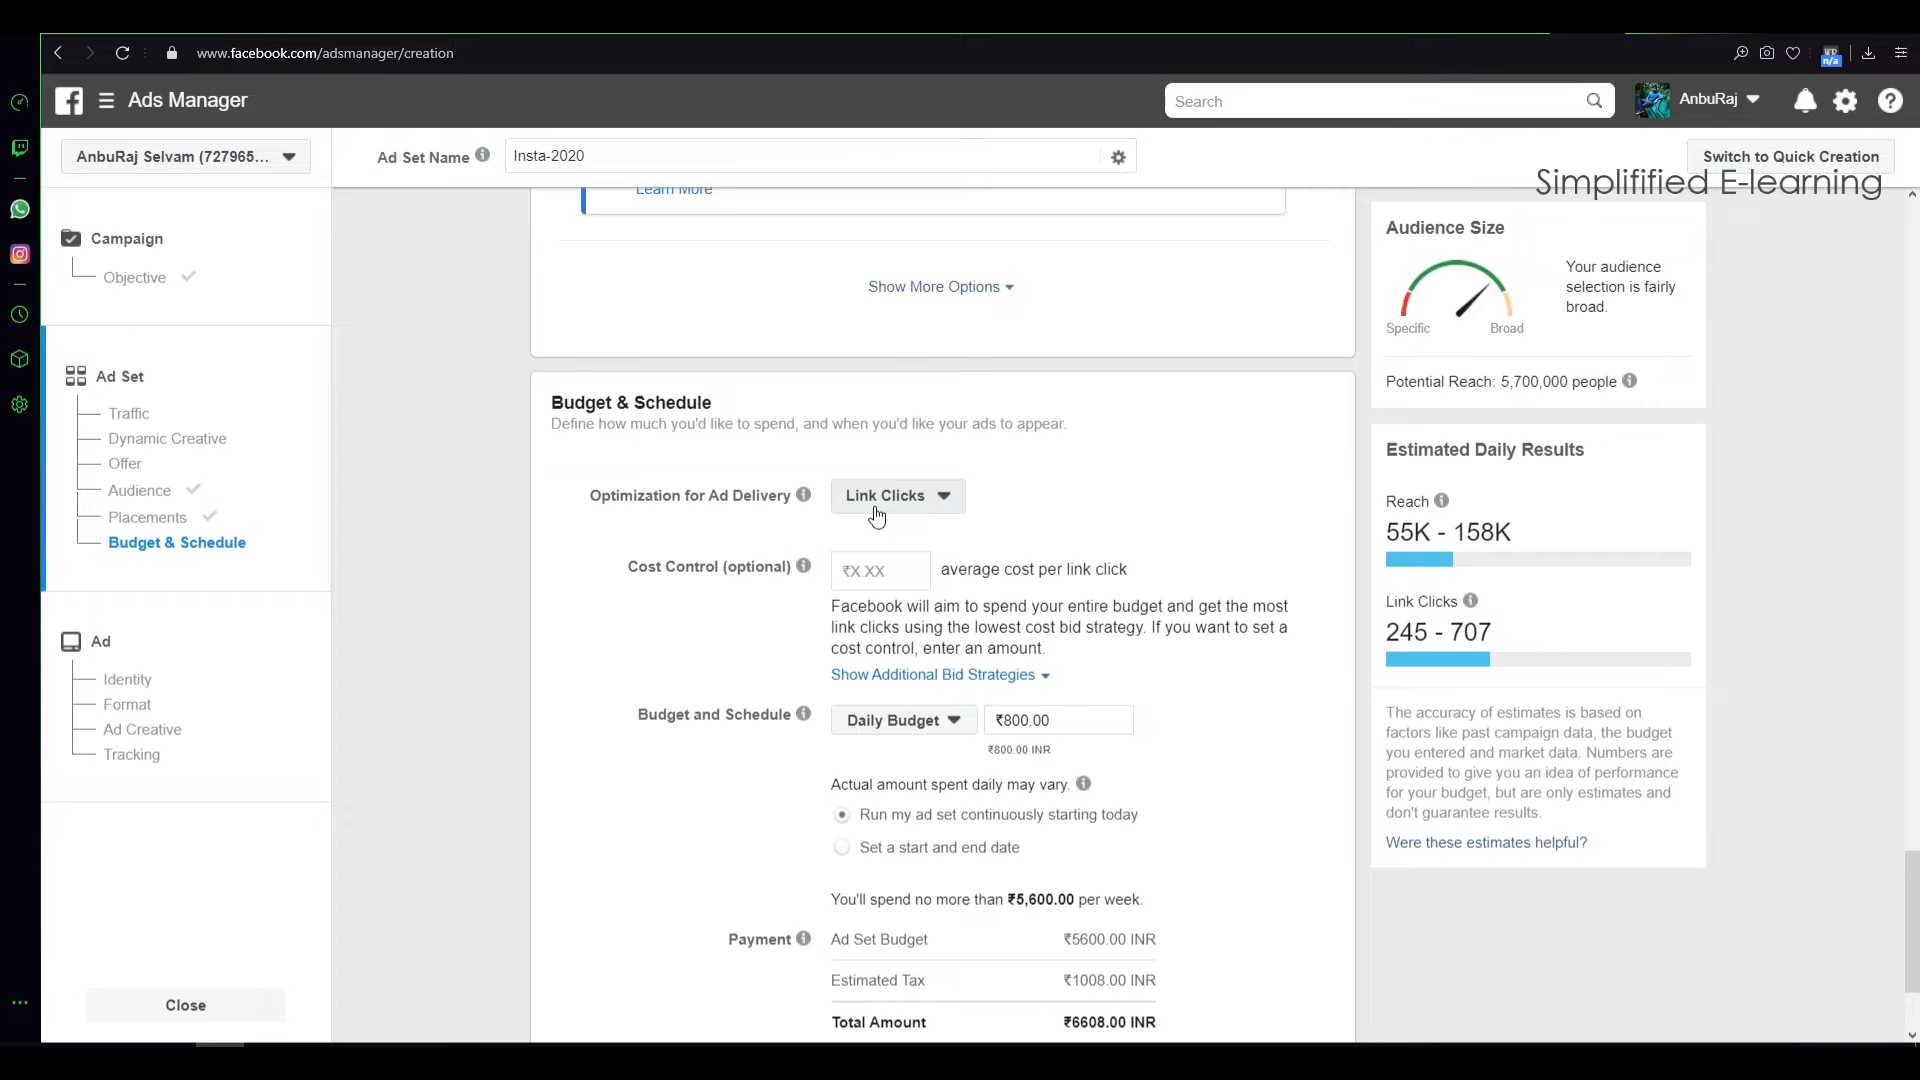 www.facebook.com/adsmanager/creation
Ads Manager
Search
AnbuRaj
n/a
AnbuRaj Selvam (727965...
Ad Set Name
Insta-2020
Switch to Quick Creation
Simplifified E-learning
Campaign
Objective
Ad Set
Traffic
Dynamic Creative
Offer
Audience
Placements
Budget & Schedule
Ad
Identity
Format
Ad Creative
Tracking
Close
Learn More
Show More Options
Budget & Schedule
Define how much you'd like to spend, and when you'd like your ads to appear.
Optimization for Ad Delivery
Link Clicks
Cost Control (optional)
₹X.XX
average cost per link click
Facebook will aim to spend your entire budget and get the most
link clicks using the lowest cost bid strategy. If you want to set a
cost control, enter an amount.
Show Additional Bid Strategies
Budget and Schedule
Daily Budget
₹800.00
₹800.00 INR
Actual amount spent daily may vary.
Run my ad set continuously starting today
Set a start and end date
You'll spend no more than ₹5,600.00 per week.
Payment
Ad Set Budget ₹5600.00 INR
Estimated Tax ₹1008.00 INR
Total Amount ₹6608.00 INR
Audience Size
Your audience
selection is fairly
broad.
Specific
Broad
Potential Reach: 5,700,000 people
Estimated Daily Results
Reach
55K - 158K
Link Clicks
245 - 707
The accuracy of estimates is based on
factors like past campaign data, the budget
you entered and market data. Numbers are
provided to give you an idea of performance
for your budget, but are only estimates and
don't guarantee results.
Were these estimates helpful?